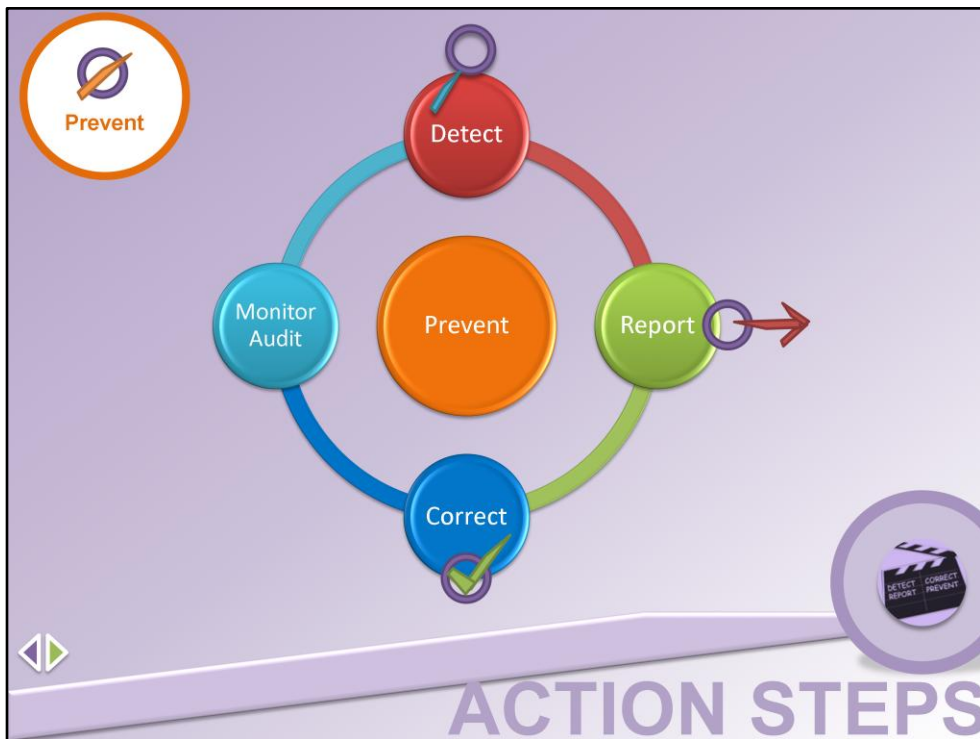 Prevent
Detect
Monitor
Audit
Prevent
Report
Correct
DETECT
REPORT
CORRECT
PREVENT
ACTION STEPS